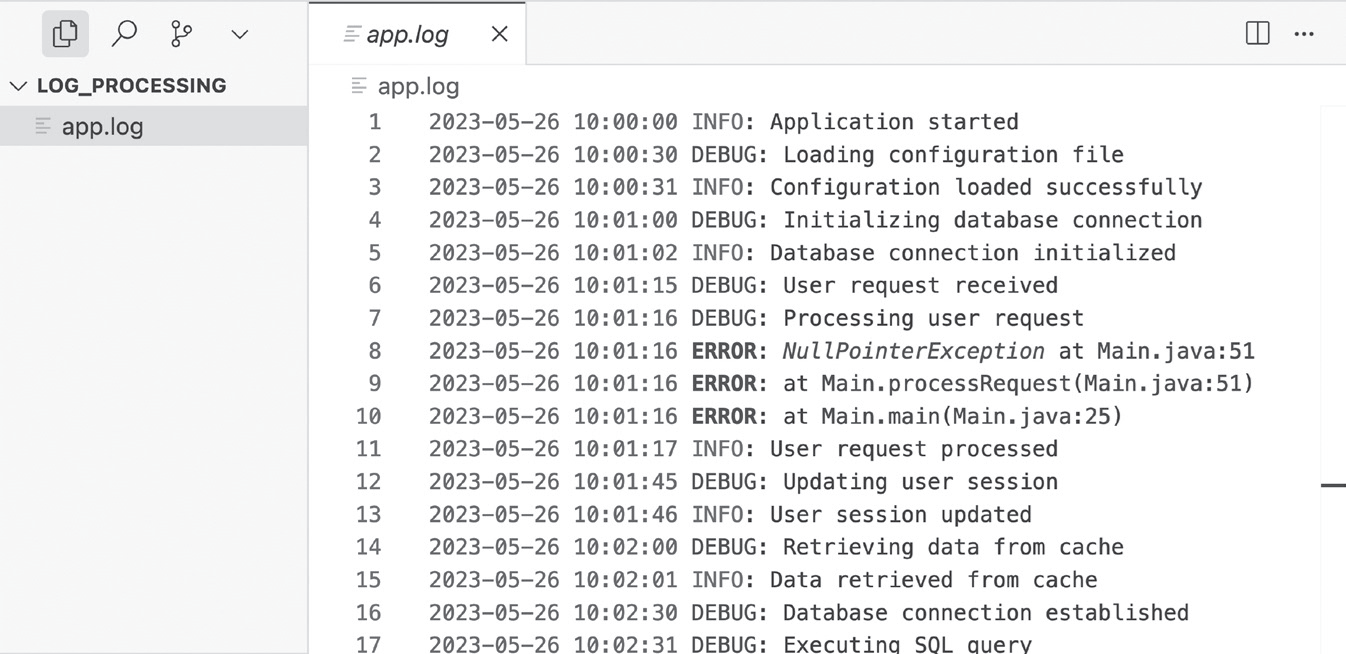 app.log
LOG_PROCESSING
app.log
app.log
1 2023-05-26 10:00:00 INFO: Application started
2 2023-05-26 10:00:30 DEBUG: Loading configuration file
3 2023-05-26 10:00:31 INFO: Configuration loaded successfully
4 2023-05-26 10:01:00 DEBUG: Initializing database connection
5 2023-05-26 10:01:02 INFO: Database connection initialized
6 2023-05-26 10:01:15 DEBUG: User request received
7 2023-05-26 10:01:16 DEBUG: Processing user request
8 2023-05-26 10:01:16 ERROR: NullPointerException at Main.java:51
9 2023-05-26 10:01:16 ERROR: at Main.processRequest(Main.java:51)
10 2023-05-26 10:01:16 ERROR: at Main.main(Main.java:25)
11 2023-05-26 10:01:17 INFO: User request processed
12 2023-05-26 10:01:45 DEBUG: Updating user session
13 2023-05-26 10:01:46 INFO: User session updated
14 2023-05-26 10:02:00 DEBUG: Retrieving data from cache
15 2023-05-26 10:02:01 INFO: Data retrieved from cache
16 2023-05-26 10:02:30 DEBUG: Database connection established
17 2023-05-26 10:02:31 DEBUG: Executing SQL query